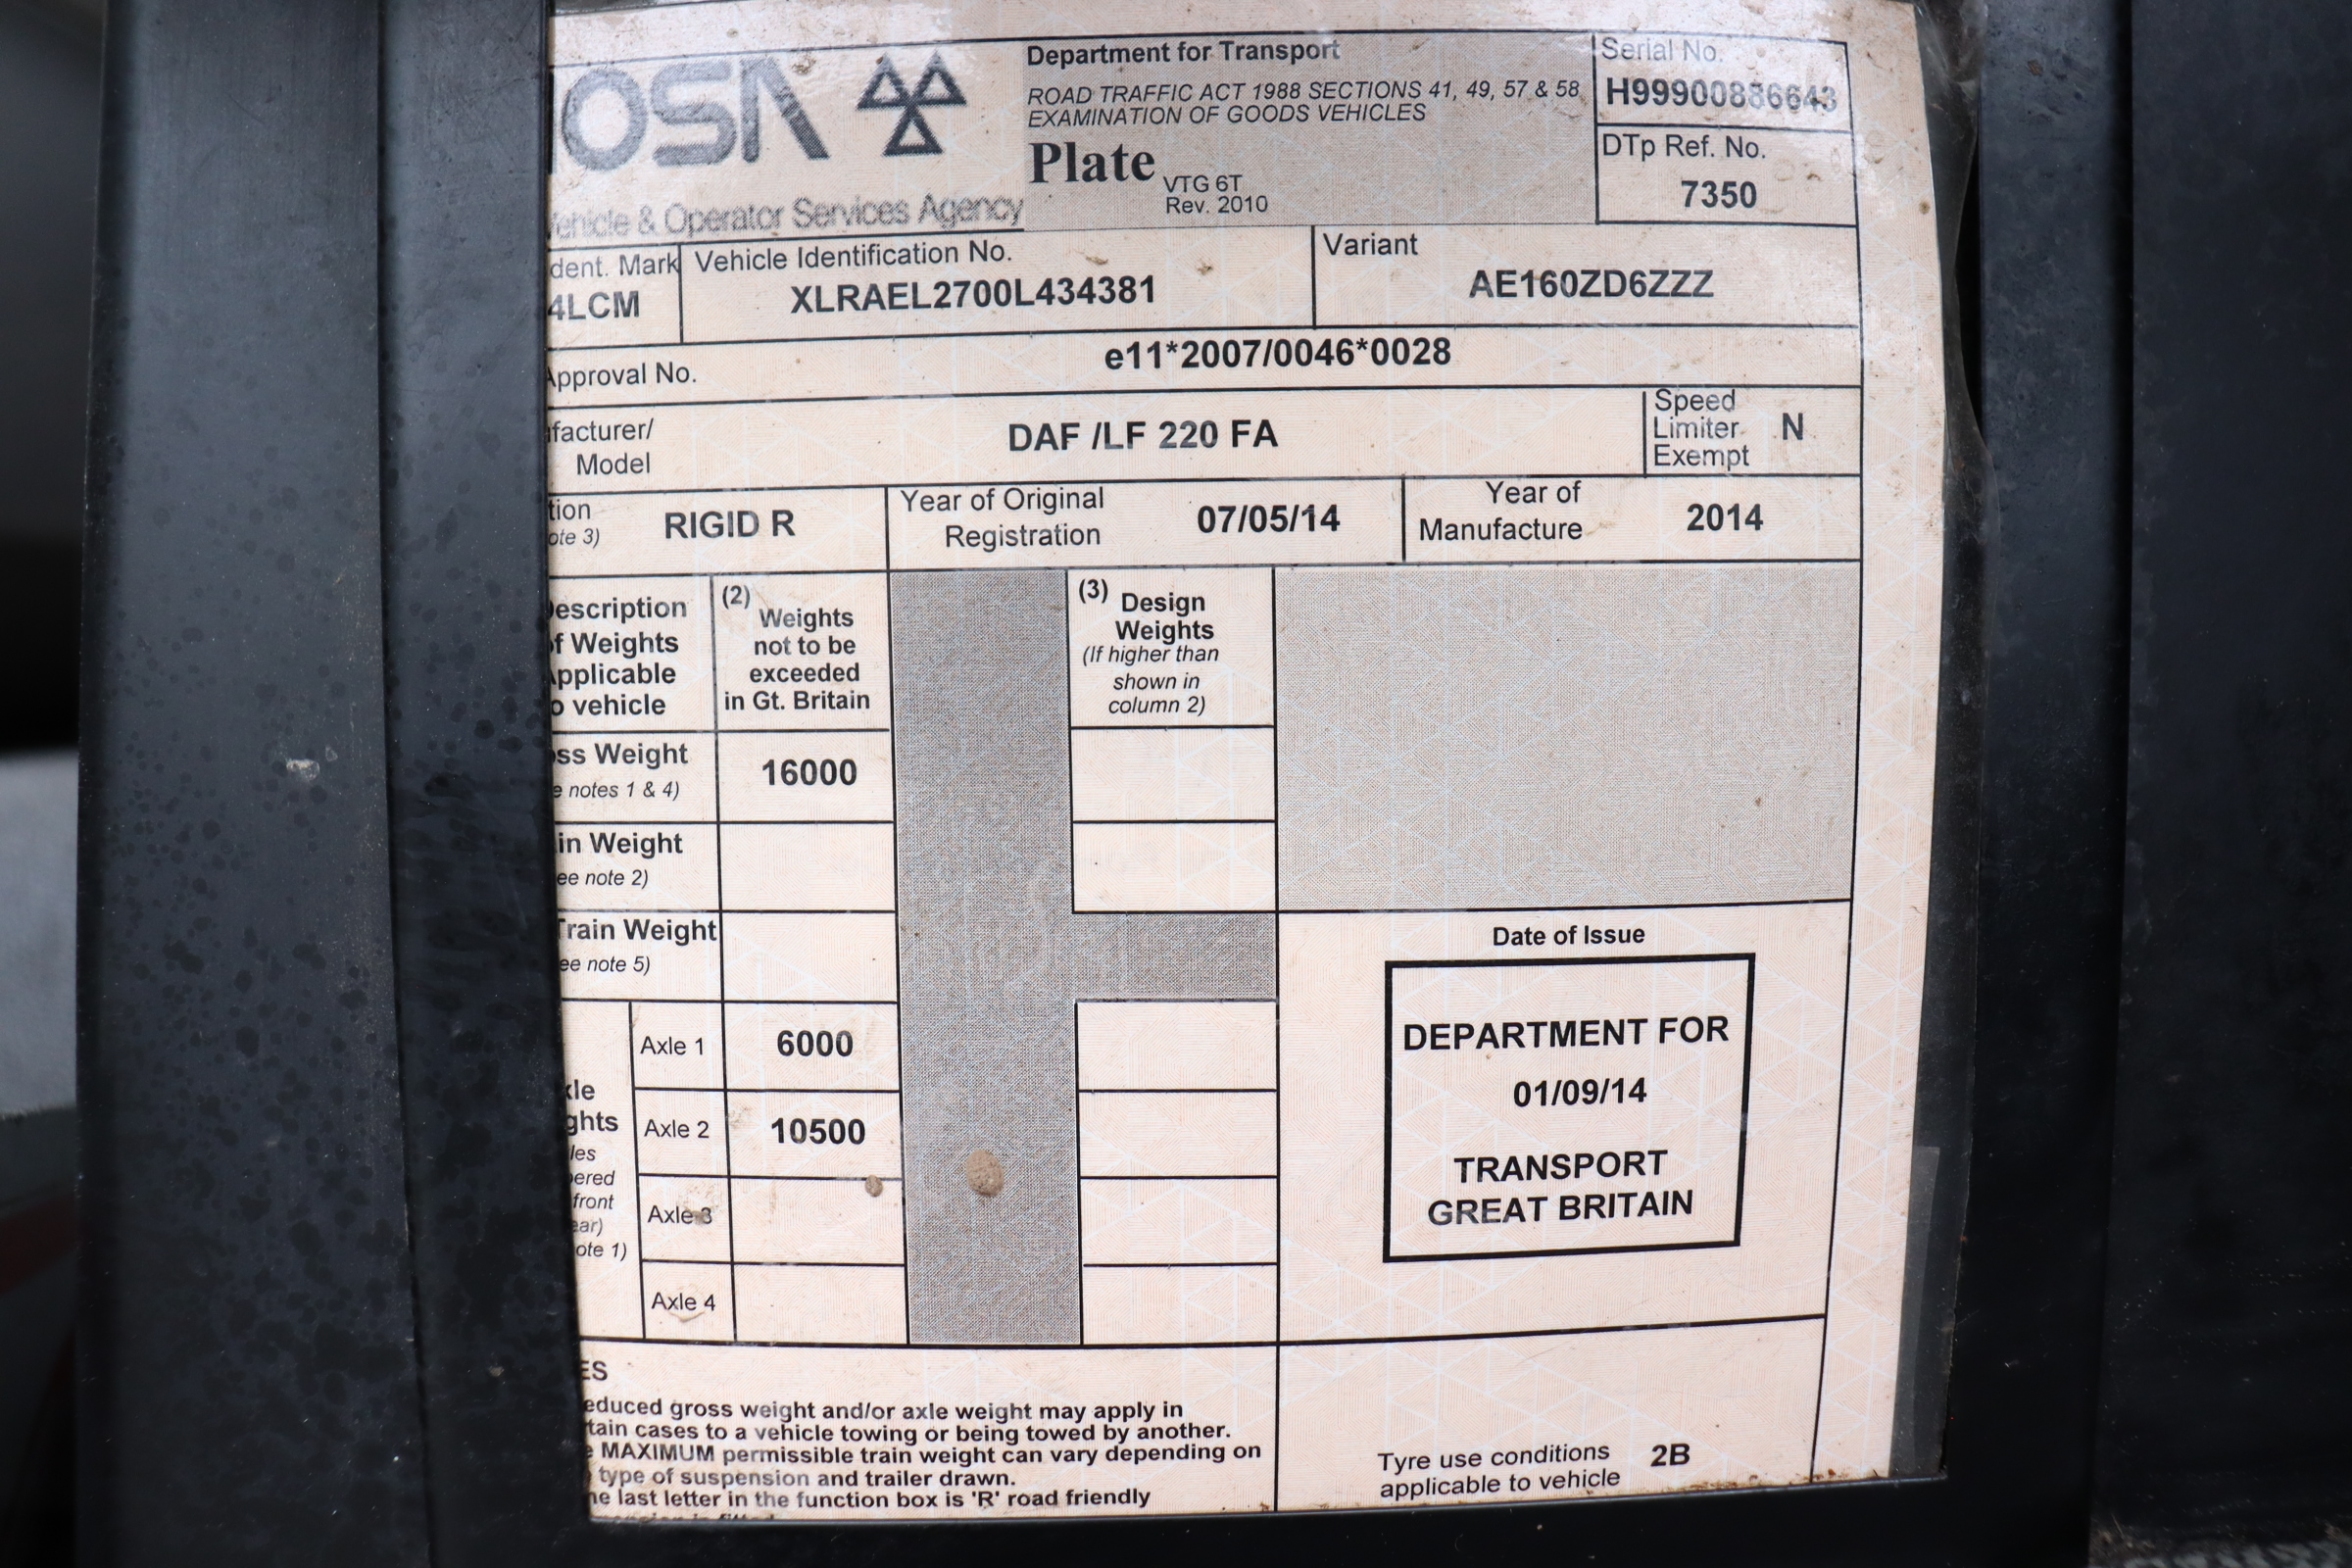 VOSA
Department for Transport
ROAD TRAFFIC ACT 1988 SECTIONS 41, 49, 57 & 58
EXAMINATION OF GOODS VEHICLES
Plate VTG 6T
Rev. 2010
Serial No.
H99900886643
DTp Ref. No.
7350
Vehicle & Operator Services Agency
dent. Mark
4LCM
Vehicle Identification No.
XLRAEL2700L434381
Variant
AE160ZD6ZZZ
Approval No.
e11*2007/0046*0028
facturer/
Model
DAF /LF 220 FA
Speed
Limiter
Exempt
N
tion
ote 3)
RIGID R
Year of Original
Registration
07/05/14
Year of
Manufacture
2014
Description
of Weights
Applicable
o vehicle
(2)
Weights
not to be
exceeded
in Gt. Britain
(3)
Design
Weights
(If higher than
shown in
column 2)
ss Weight
e notes 1 & 4)
16000
in Weight
ee note 2)
Train Weight
ee note 5)
Date of Issue
DEPARTMENT FOR
01/09/14
TRANSPORT
GREAT BRITAIN
xle
ghts
les
ered
front
ear)
ote 1)
Axle 1
6000
Axle 2
10500
Axle 3
Axle 4
ES
educed gross weight and/or axle weight may apply in
tain cases to a vehicle towing or being towed by another.
e MAXIMUM permissible train weight can vary depending on
type of suspension and trailer drawn.
he last letter in the function box is 'R' road friendly
Tyre use conditions
applicable to vehicle
2B